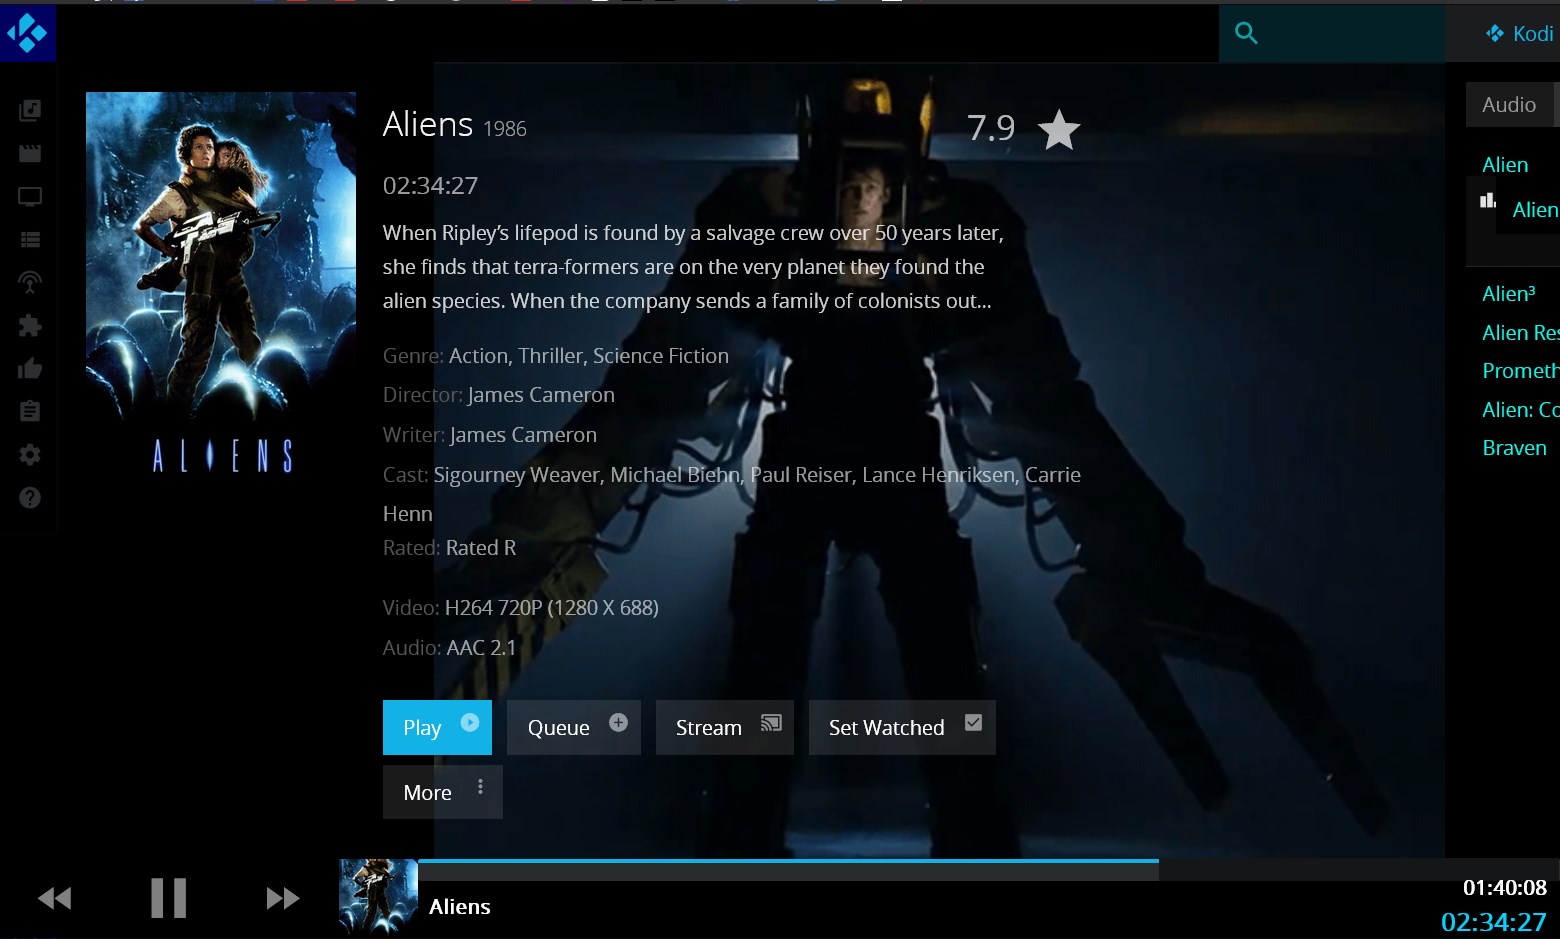 Kodi
Aliens 1986
7.9
02:34:27
When Ripley’s lifepod is found by a salvage crew over 50 years later,
she finds that terra-formers are on the very planet they found the
alien species. When the company sends a family of colonists out...
Genre: Action, Thriller, Science Fiction
Director: James Cameron
Writer: James Cameron
Cast: Sigourney Weaver, Michael Biehn, Paul Reiser, Lance Henriksen, Carrie
Henn
Rated: Rated R
Video: H264 720P (1280 X 688)
Audio: AAC 2.1
Play
Queue
Stream
Set Watched
More
ALIENS
Audio
Alien
Alien
Alien³
Alien Res
Prometh
Alien: Co
Braven
Aliens
01:40:08
02:34:27